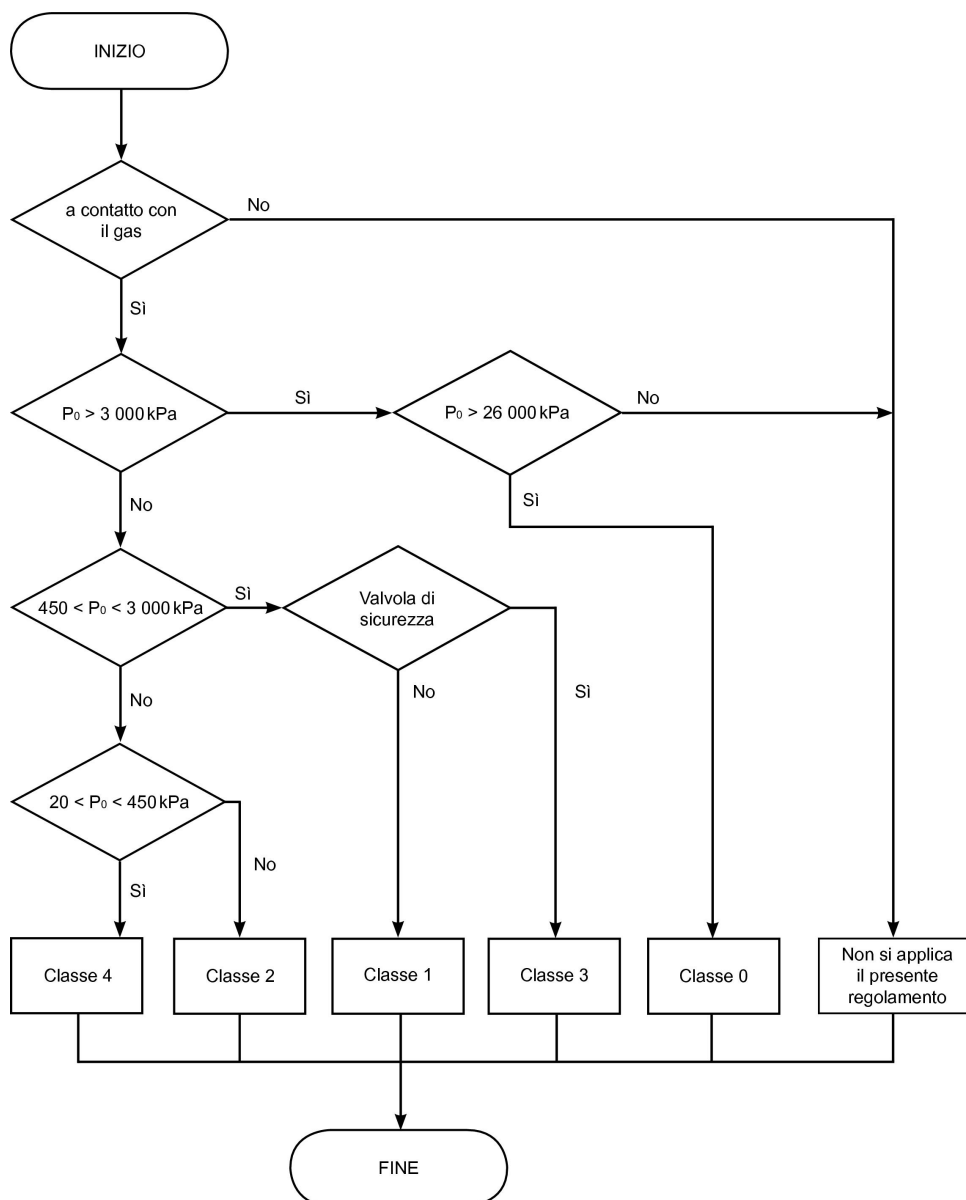 INIZIO
a contatto con
il gas
No
Sì
P₀ > 3 000 kPa
Sì
P₀ > 26 000 kPa
No
No
Sì
450 < P₀ < 3 000 kPa
Sì
Valvola di
sicurezza
No
No
Sì
20 < P₀ < 450 kPa
No
Sì
Classe 4
Classe 2
Classe 1
Classe 3
Classe 0
Non si applica
il presente
regolamento
FINE